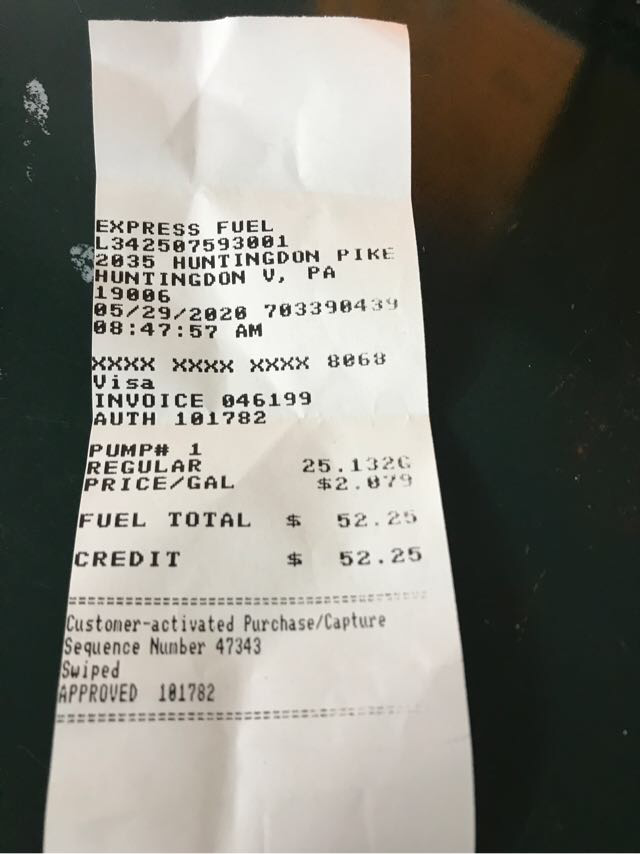 EXPRESS FUEL
L342507593001
2035 HUNTINGDON PIKE
HUNTINGDON V, PA
19006
05/29/2020 703390439
08:47:57 AM
XXXX XXXX XXXX 8068
Visa
INVOICE 046199
AUTH 101782
PUMP# 1
REGULAR 25.132G
PRICE/GAL $2.079
FUEL TOTAL $ 52.25
CREDIT $ 52.25
Customer-activated Purchase/Capture
Sequence Number 47343
Swiped
APPROVED 101782